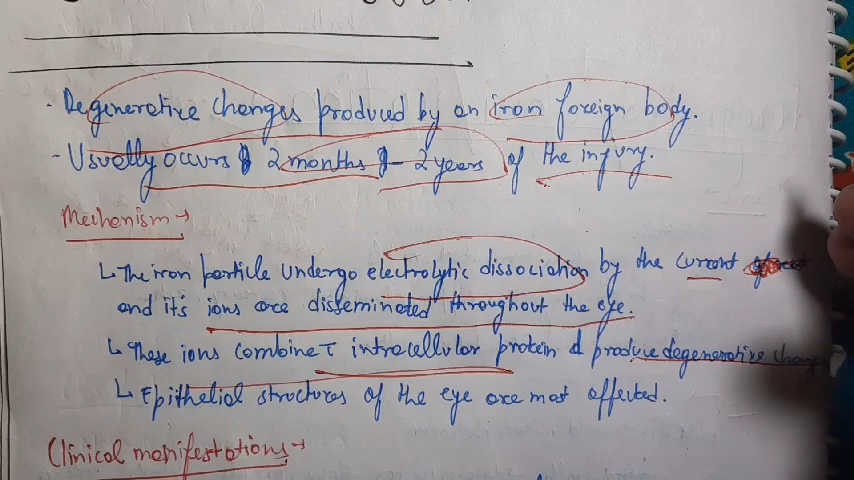 - Degenerative changes produced by an iron foreign body.
- Usually occurs 2 months - 2 years of the injury.
Mechanism →
↳ The iron particle undergo electrolytic dissociation by the current
and it's ions are disseminated throughout the eye.
↳ These ions combine c̄ intracellular protein & produce degenerative changes
↳ Epithelial structures of the eye are most affected.
Clinical manifestations →